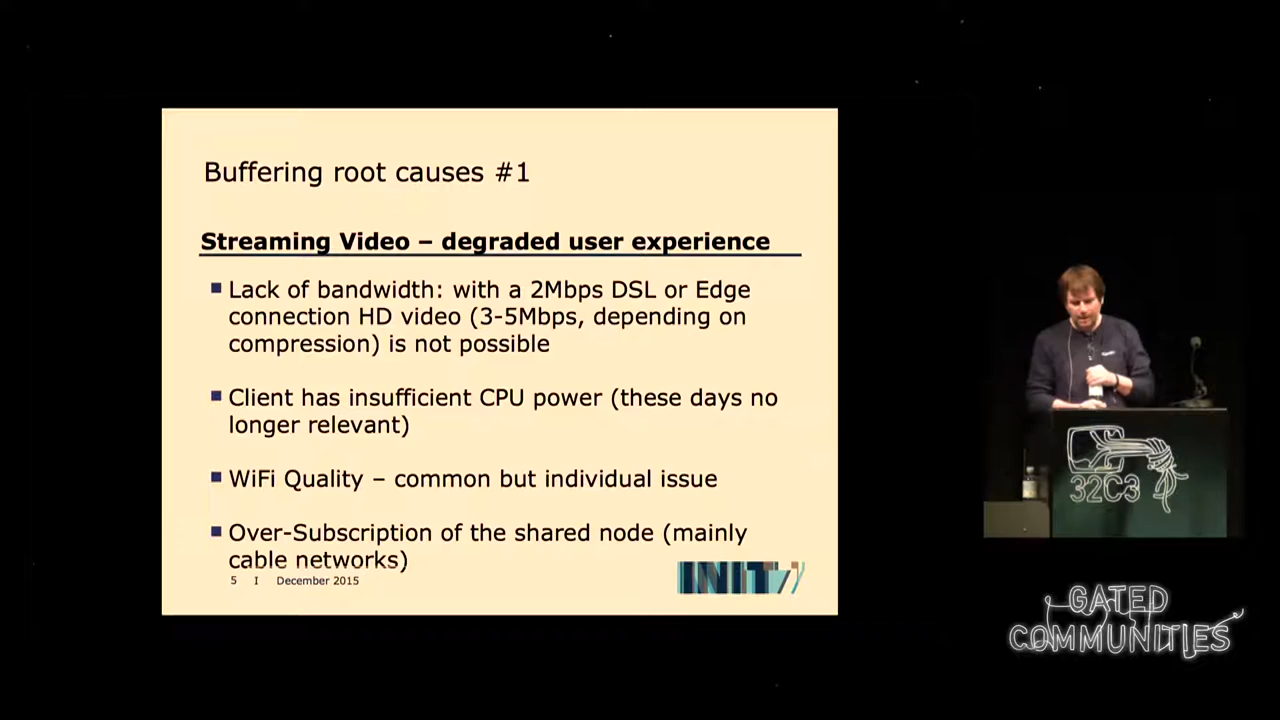 Buffering root causes #1
Streaming Video – degraded user experience
Lack of bandwidth: with a 2Mbps DSL or Edge
connection HD video (3-5Mbps, depending on
compression) is not possible
Client has insufficient CPU power (these days no
longer relevant)
WiFi Quality – common but individual issue
Over-Subscription of the shared node (mainly
cable networks)
5 I December 2015
INIT7
32C3
GATED
COMMUNITIES